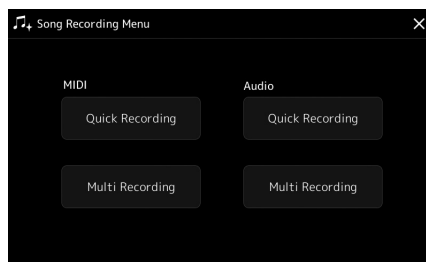 Song Recording Menu
MIDI
Audio
Quick Recording
Quick Recording
Multi Recording
Multi Recording